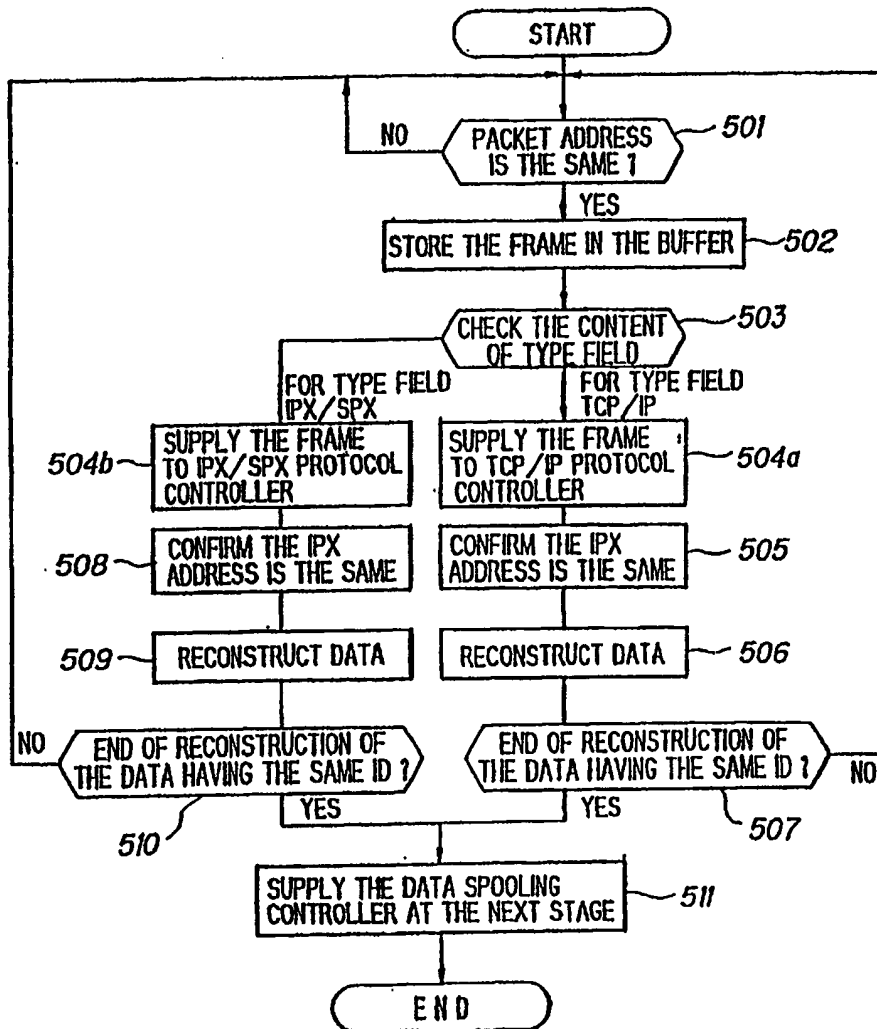 START
NO
PACKET ADDRESS
IS THE SAME ?
501
YES
STORE THE FRAME IN THE BUFFER
502
CHECK THE CONTENT
OF TYPE FIELD
503
FOR TYPE FIELD
IPX/SPX
FOR TYPE FIELD
TCP/IP
504b
SUPPLY THE FRAME
TO IPX/SPX PROTOCOL
CONTROLLER
SUPPLY THE FRAME
TO TCP/IP PROTOCOL
CONTROLLER
504a
508
CONFIRM THE IPX
ADDRESS IS THE SAME
CONFIRM THE IPX
ADDRESS IS THE SAME
505
509
RECONSTRUCT DATA
RECONSTRUCT DATA
506
NO
END OF RECONSTRUCTION OF
THE DATA HAVING THE SAME ID ?
END OF RECONSTRUCTION OF
THE DATA HAVING THE SAME ID ?
NO
510
YES
YES
507
SUPPLY THE DATA SPOOLING
CONTROLLER AT THE NEXT STAGE
511
END